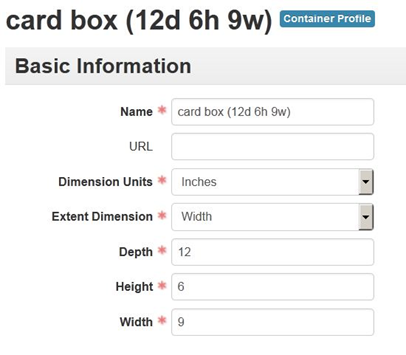 card box (12d 6h 9w) Container Profile
Basic Information
Name * card box (12d 6h 9w)
URL
Dimension Units * Inches
Extent Dimension * Width
Depth * 12
Height * 6
Width * 9